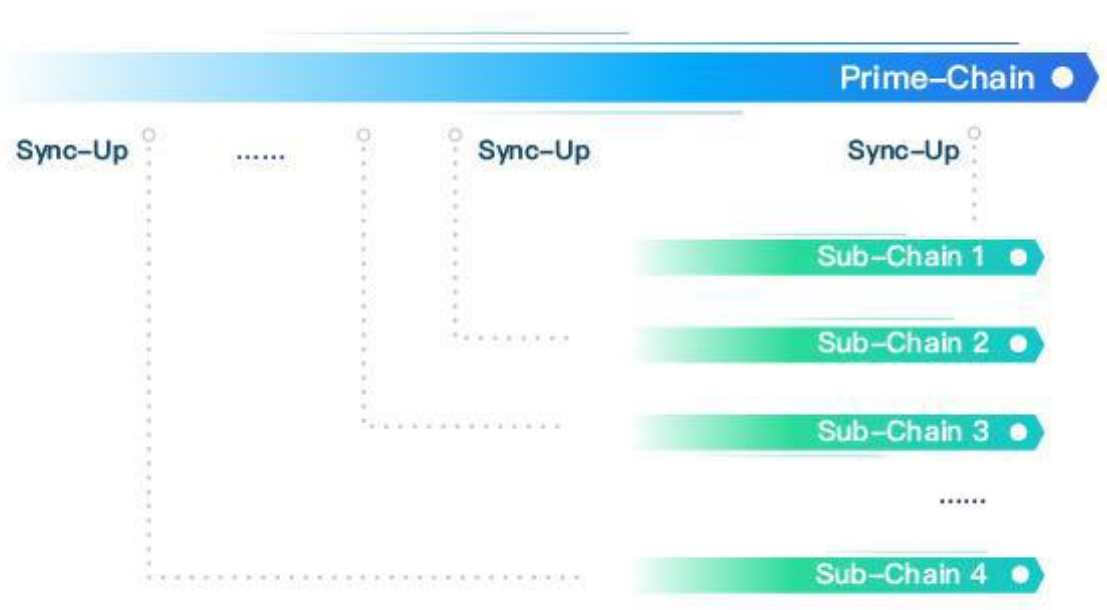 Prime–Chain
Sync–Up
......
Sync–Up
Sync–Up
Sub–Chain 1
Sub–Chain 2
Sub–Chain 3
......
Sub–Chain 4